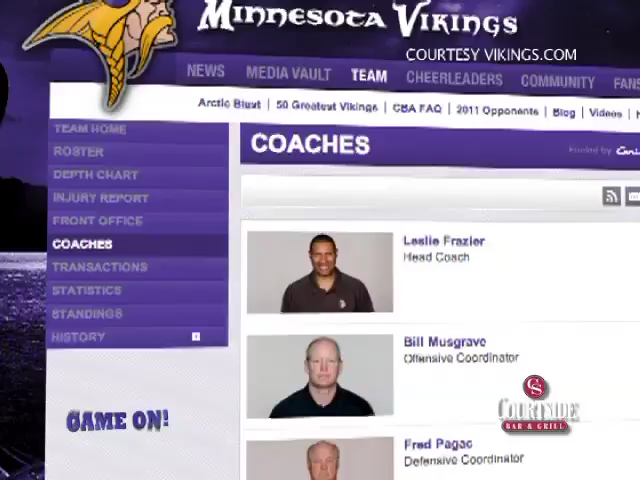 MINNESOTA VIKINGS
COURTESY VIKINGS.COM
NEWS MEDIA VAULT TEAM CHEERLEADERS COMMUNITY FANS
Arctic Blast | 50 Greatest Vikings | CBA FAQ | 2011 Opponents | Blog | Videos |
TEAM HOME
ROSTER
DEPTH CHART
INJURY REPORT
FRONT OFFICE
COACHES
TRANSACTIONS
STATISTICS
STANDINGS
HISTORY
COACHES
Leslie Frazier
Head Coach
Bill Musgrave
Offensive Coordinator
Fred Pagac
Defensive Coordinator
GAME ON!
CS
COURTSIDE
BAR & GRILL